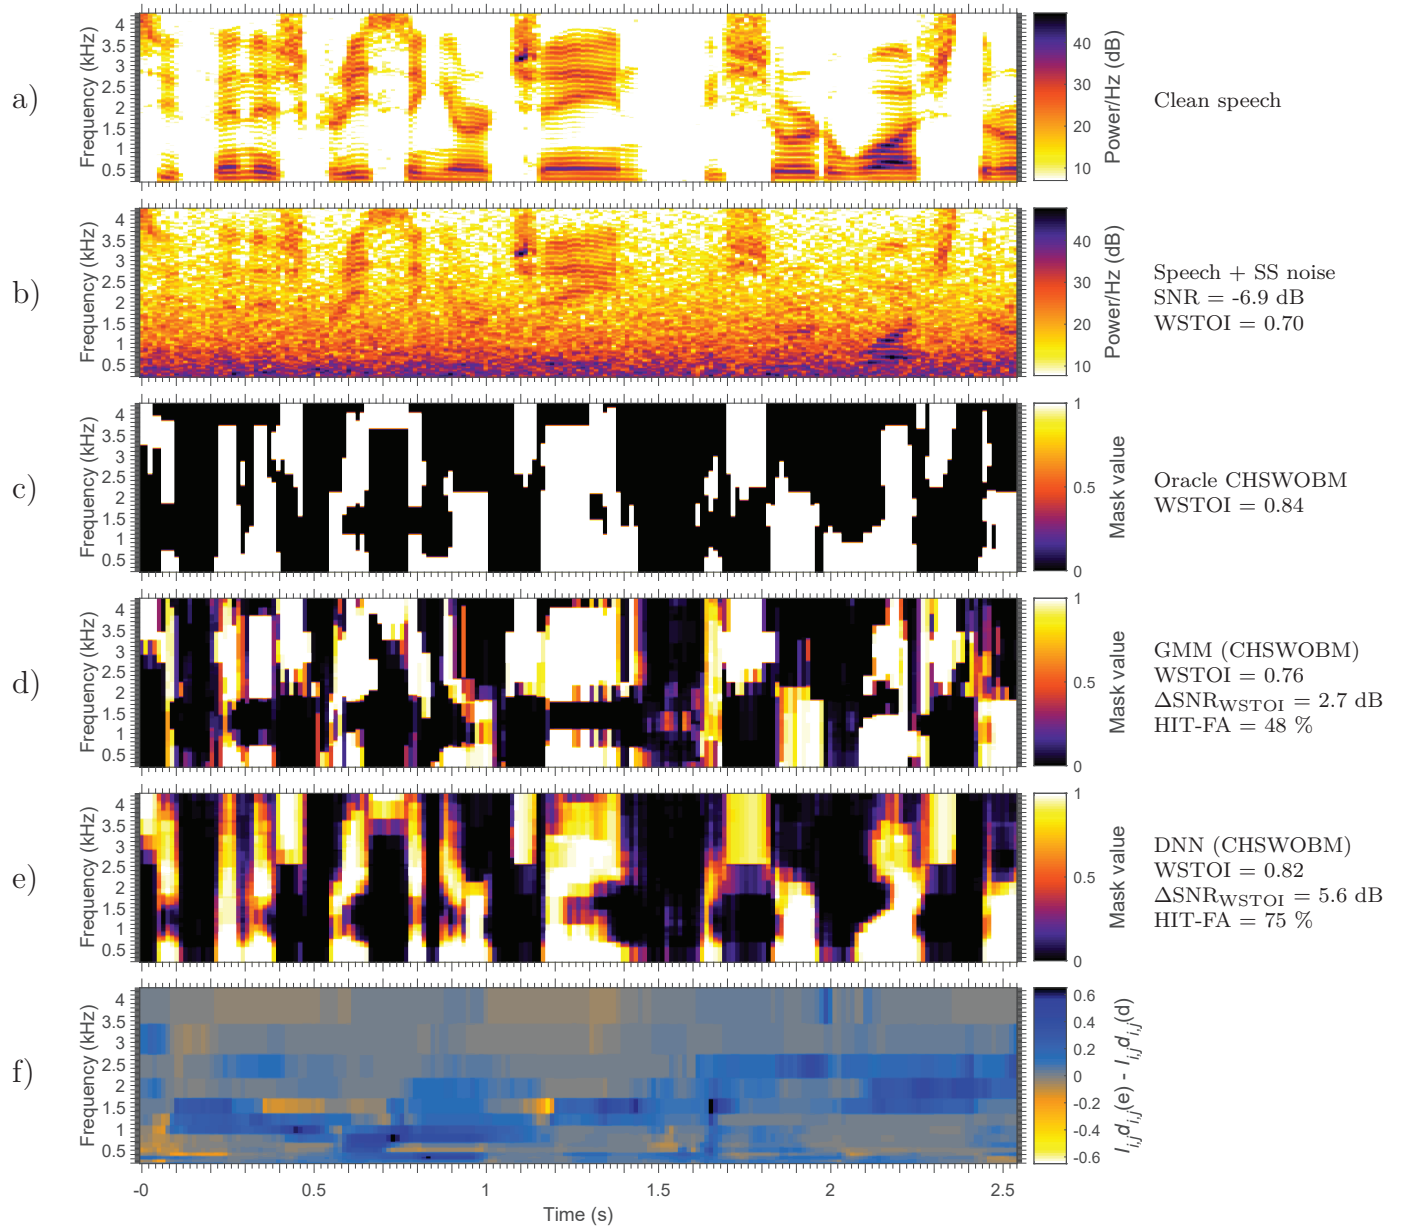 a)
Frequency (kHz)
4
3.5
3
2.5
2
1.5
1
0.5
40
30
20
10
Power/Hz (dB)
Clean speech
b)
Frequency (kHz)
4
3.5
3
2.5
2
1.5
1
0.5
40
30
20
10
Power/Hz (dB)
Speech + SS noise
SNR = -6.9 dB
WSTOI = 0.70
c)
Frequency (kHz)
4
3.5
3
2.5
2
1.5
1
0.5
1
0.5
0
Mask value
Oracle CHSWOBM
WSTOI = 0.84
d)
Frequency (kHz)
4
3.5
3
2.5
2
1.5
1
0.5
1
0.5
0
Mask value
GMM (CHSWOBM)
WSTOI = 0.76
ΔSNR_WSTOI = 2.7 dB
HIT-FA = 48 %
e)
Frequency (kHz)
4
3.5
3
2.5
2
1.5
1
0.5
1
0.5
0
Mask value
DNN (CHSWOBM)
WSTOI = 0.82
ΔSNR_WSTOI = 5.6 dB
HIT-FA = 75 %
f)
Frequency (kHz)
4
3.5
3
2.5
2
1.5
1
0.5
0.6
0.4
0.2
0
-0.2
-0.4
-0.6
I_i,j d_i,j(e) - I_i,j d_i,j(d)
-0 0.5 1 1.5 2 2.5
Time (s)